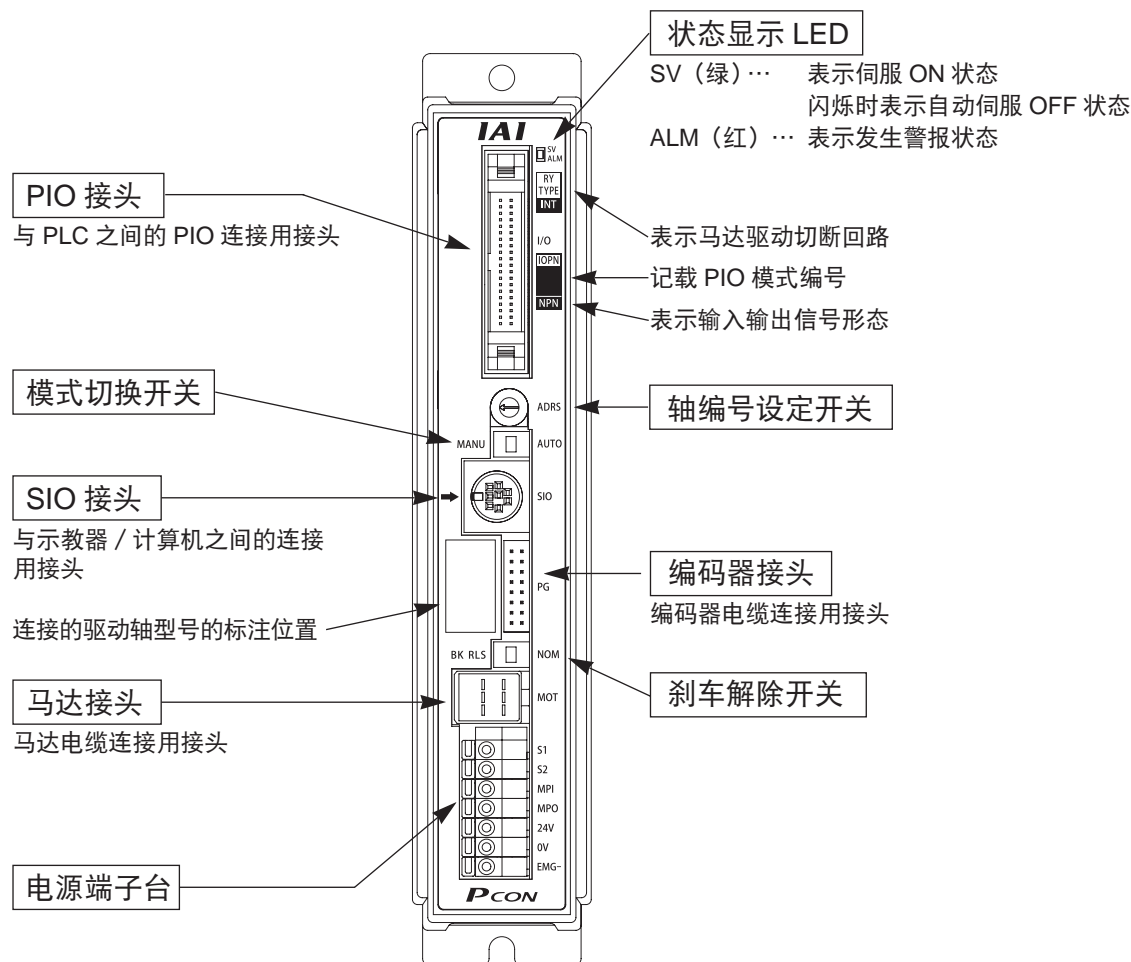 状态显示 LED
SV（绿）… 表示伺服 ON 状态
闪烁时表示自动伺服 OFF 状态
ALM（红）… 表示发生警报状态
IAI
SV
ALM
RY
TYPE
INT
PIO 接头
与 PLC 之间的 PIO 连接用接头
表示马达驱动切断回路
I/O
IOPN
记载 PIO 模式编号
NPN
表示输入输出信号形态
模式切换开关
ADRS
轴编号设定开关
MANU
AUTO
SIO 接头
SIO
与示教器 / 计算机之间的连接
用接头
编码器接头
PG
编码器电缆连接用接头
连接的驱动轴型号的标注位置
BK RLS
NOM
刹车解除开关
马达接头
MOT
马达电缆连接用接头
S1
S2
MPI
MPO
24V
0V
EMG-
电源端子台
PCON